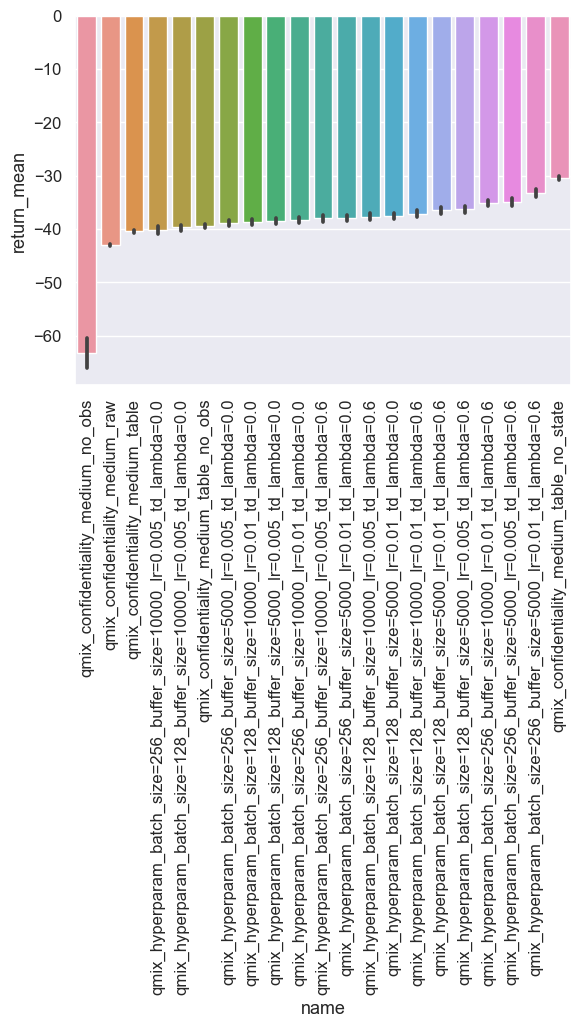 0
−10
−20
−30
−40
−50
−60
return_mean
qmix_confidentiality_medium_no_obs
qmix_confidentiality_medium_raw
qmix_confidentiality_medium_table
qmix_hyperparam_batch_size=256_buffer_size=10000_lr=0.005_td_lambda=0.0
qmix_hyperparam_batch_size=128_buffer_size=10000_lr=0.005_td_lambda=0.0
qmix_confidentiality_medium_table_no_obs
qmix_hyperparam_batch_size=256_buffer_size=5000_lr=0.005_td_lambda=0.0
qmix_hyperparam_batch_size=128_buffer_size=10000_lr=0.01_td_lambda=0.0
qmix_hyperparam_batch_size=128_buffer_size=5000_lr=0.005_td_lambda=0.0
qmix_hyperparam_batch_size=256_buffer_size=10000_lr=0.01_td_lambda=0.0
qmix_hyperparam_batch_size=256_buffer_size=10000_lr=0.005_td_lambda=0.6
qmix_hyperparam_batch_size=256_buffer_size=5000_lr=0.01_td_lambda=0.0
qmix_hyperparam_batch_size=128_buffer_size=10000_lr=0.005_td_lambda=0.6
qmix_hyperparam_batch_size=128_buffer_size=5000_lr=0.01_td_lambda=0.0
qmix_hyperparam_batch_size=128_buffer_size=10000_lr=0.01_td_lambda=0.6
qmix_hyperparam_batch_size=128_buffer_size=5000_lr=0.01_td_lambda=0.6
qmix_hyperparam_batch_size=128_buffer_size=5000_lr=0.005_td_lambda=0.6
qmix_hyperparam_batch_size=256_buffer_size=10000_lr=0.01_td_lambda=0.6
qmix_hyperparam_batch_size=256_buffer_size=5000_lr=0.005_td_lambda=0.6
qmix_hyperparam_batch_size=256_buffer_size=5000_lr=0.01_td_lambda=0.6
qmix_confidentiality_medium_table_no_state
name